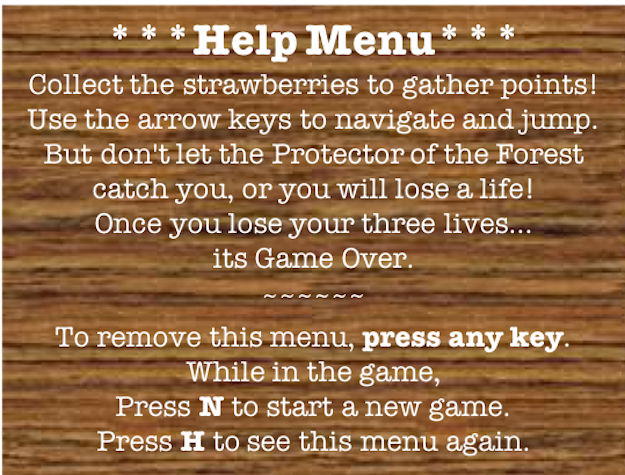 ***Help Menu***
Collect the strawberries to gather points!
Use the arrow keys to navigate and jump.
But don't let the Protector of the Forest
catch you, or you will lose a life!
Once you lose your three lives...
its Game Over.
~~~~~~
To remove this menu, press any key.
While in the game,
Press N to start a new game.
Press H to see this menu again.